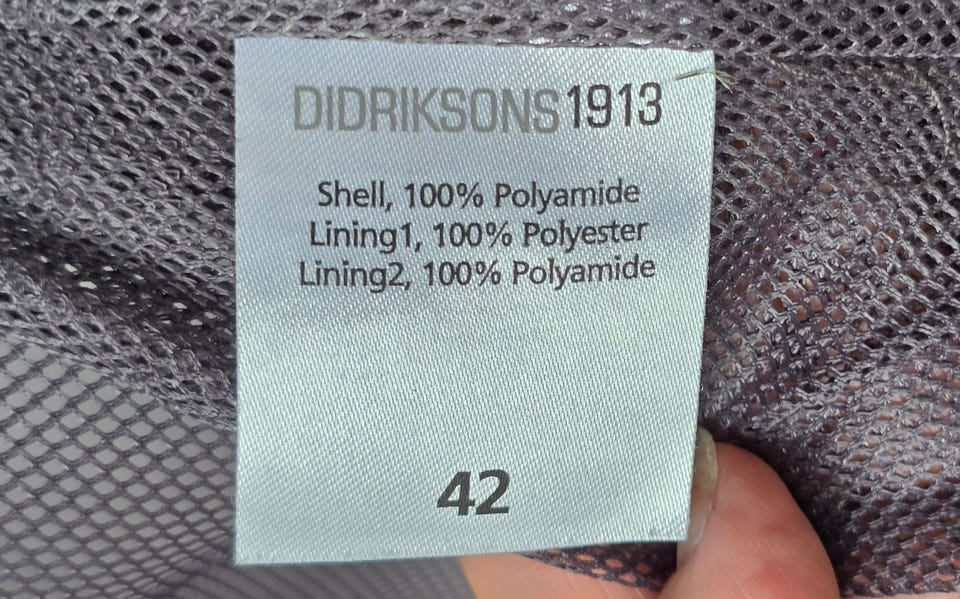 DIDRIKSONS1913
Shell, 100% Polyamide
Lining1, 100% Polyester
Lining2, 100% Polyamide
42